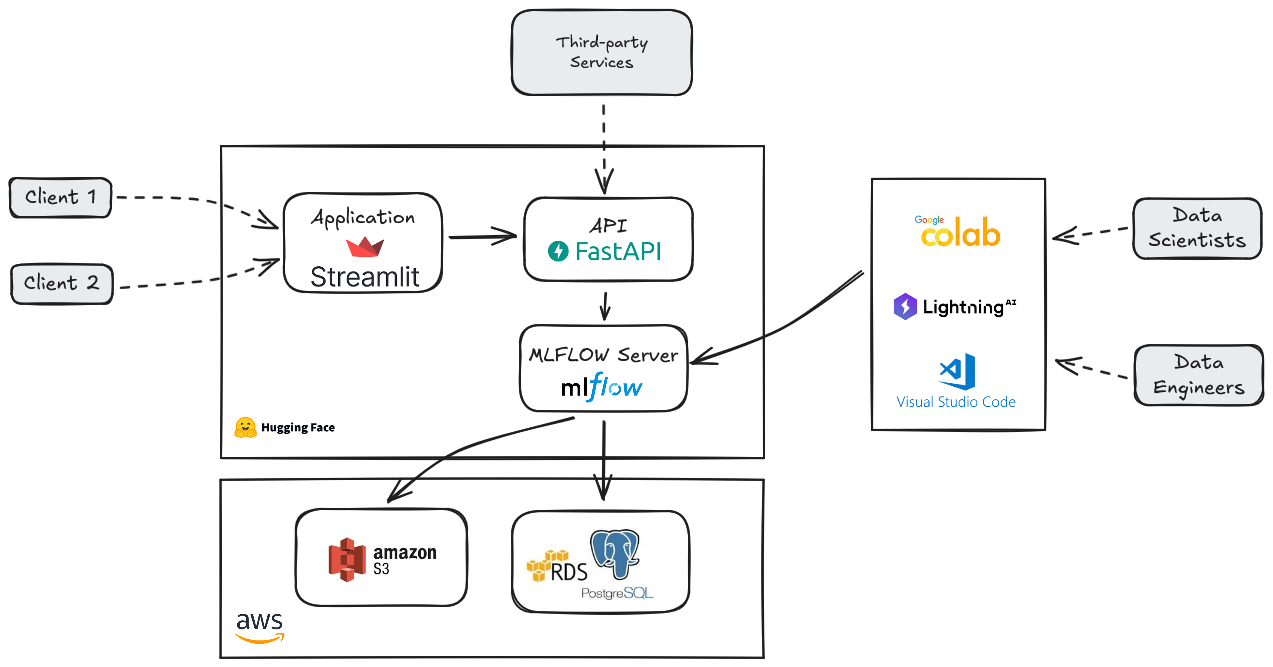 Third-party
Services
Client 1
Client 2
Application
Streamlit
API
FastAPI
MLFLOW Server
mlflow
Hugging Face
Google
colab
Lightning AI
Visual Studio Code
Data
Scientists
Data
Engineers
amazon
S3
RDS
PostgreSQL
aws